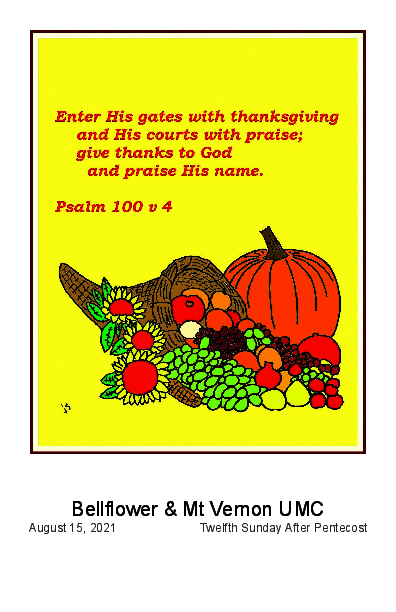 Enter His gates with thanksgiving
and His courts with praise;
give thanks to God
and praise His name.
Psalm 100 v 4
Bellflower & Mt Vernon UMC
August 15, 2021 Twelfth Sunday After Pentecost